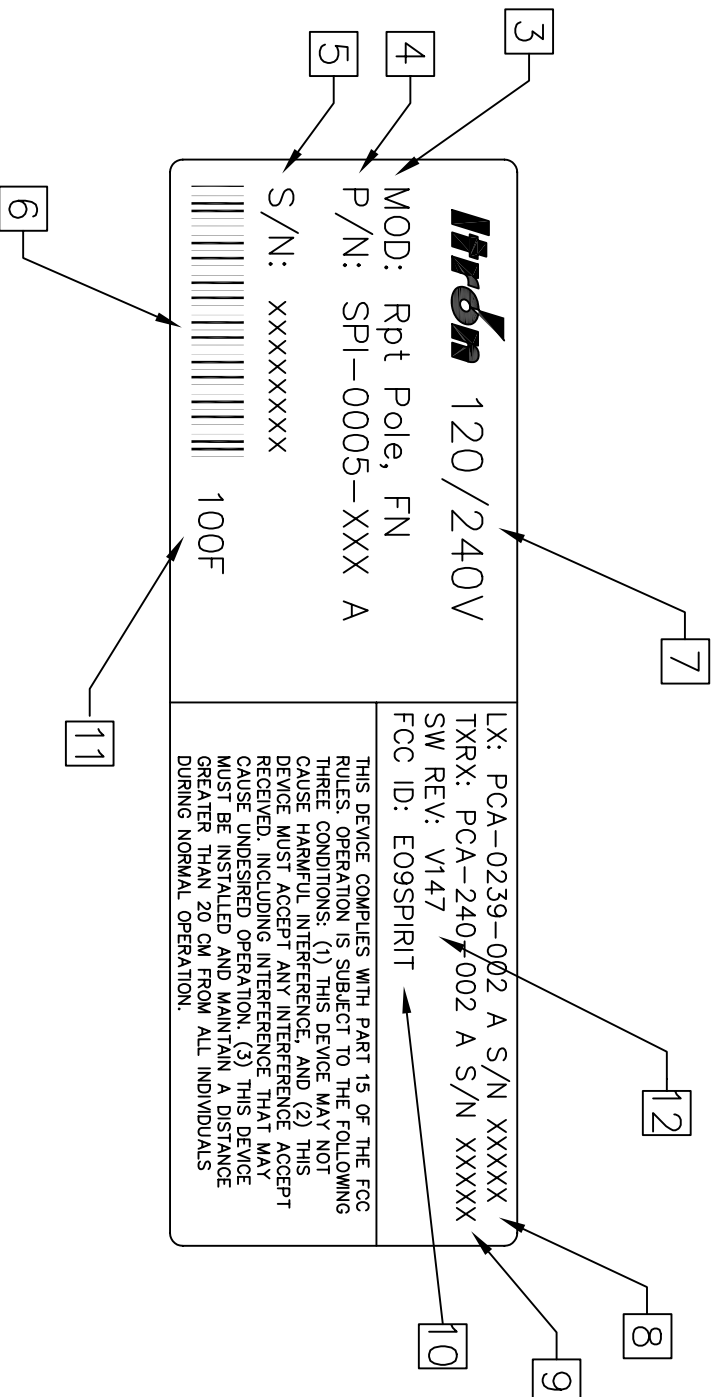 Itron 120/240V
MOD: Rpt Pole, FN
P/N: SPI-0005-XXX A
S/N: XXXXXXX
100F
LX: PCA-0239-002 A S/N XXXXX
TXRX: PCA-240-002 A S/N XXXXX
SW REV: V147
FCC ID: EO9SPIRIT
THIS DEVICE COMPLIES WITH PART 15 OF THE FCC
RULES. OPERATION IS SUBJECT TO THE FOLLOWING
THREE CONDITIONS: (1) THIS DEVICE MAY NOT
CAUSE HARMFUL INTERFERENCE, AND (2) THIS
DEVICE MUST ACCEPT ANY INTERFERENCE ACCEPT
RECEIVED. INCLUDING INTERFERENCE THAT MAY
CAUSE UNDESIRED OPERATION. (3) THIS DEVICE
MUST BE INSTALLED AND MAINTAIN A DISTANCE
GREATER THAN 20 CM FROM ALL INDIVIDUALS
DURING NORMAL OPERATION.
3
4
5
6
7
8
9
10
11
12